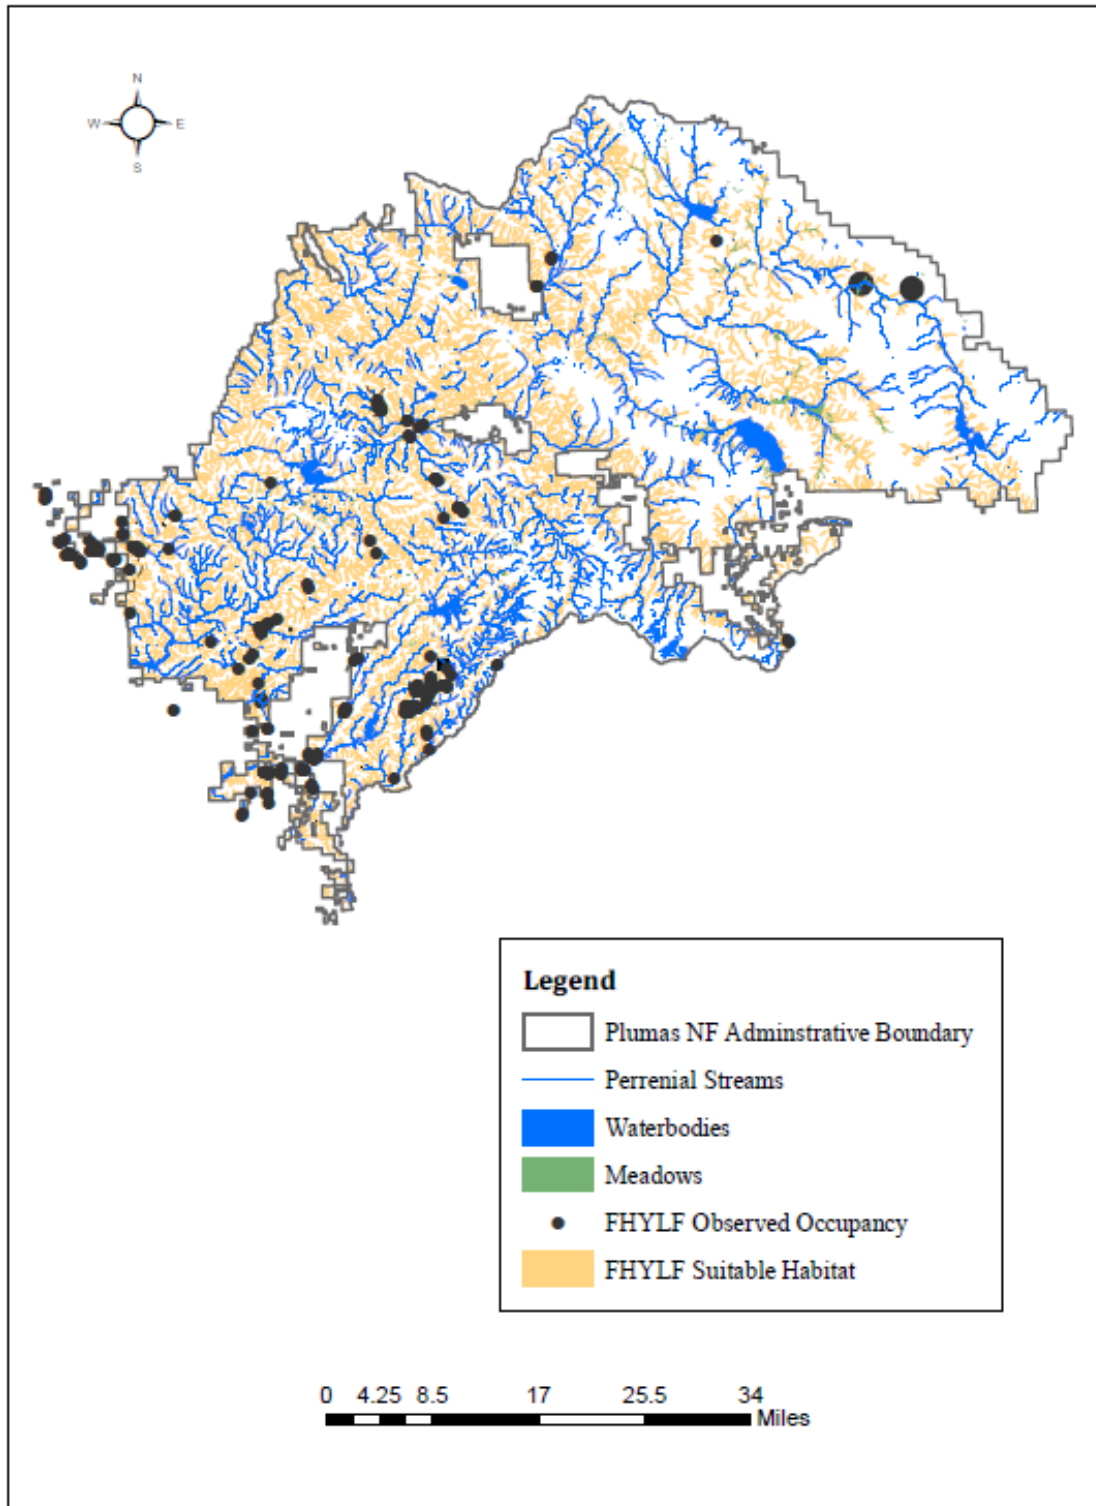 N
W E
S
Legend
Plumas NF Adminstrative Boundary
Perrenial Streams
Waterbodies
Meadows
FHYLF Observed Occupancy
FHYLF Suitable Habitat
0 4.25 8.5 17 25.5 34
Miles